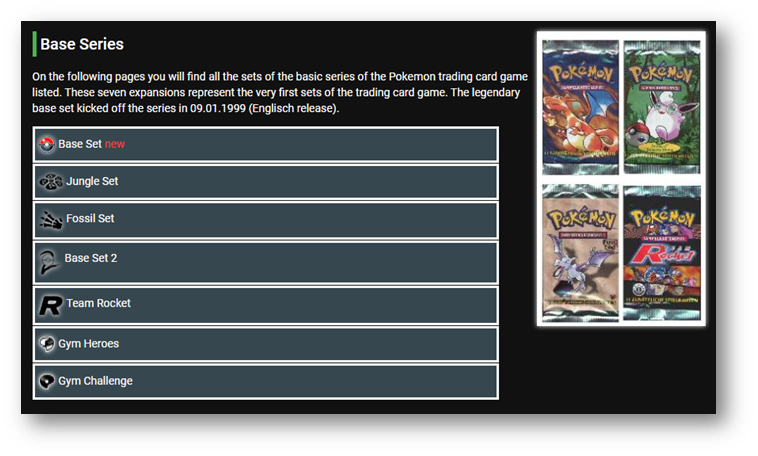 Base Series
On the following pages you will find all the sets of the basic series of the Pokemon trading card game
listed. These seven expansions represent the very first sets of the trading card game. The legendary
base set kicked off the series in 09.01.1999 (Englisch release).
Base Set new
Jungle Set
Fossil Set
Base Set 2
R Team Rocket
Gym Heroes
Gym Challenge
POKéMON
POKéMON
POKéMON
POKéMON
Rocket